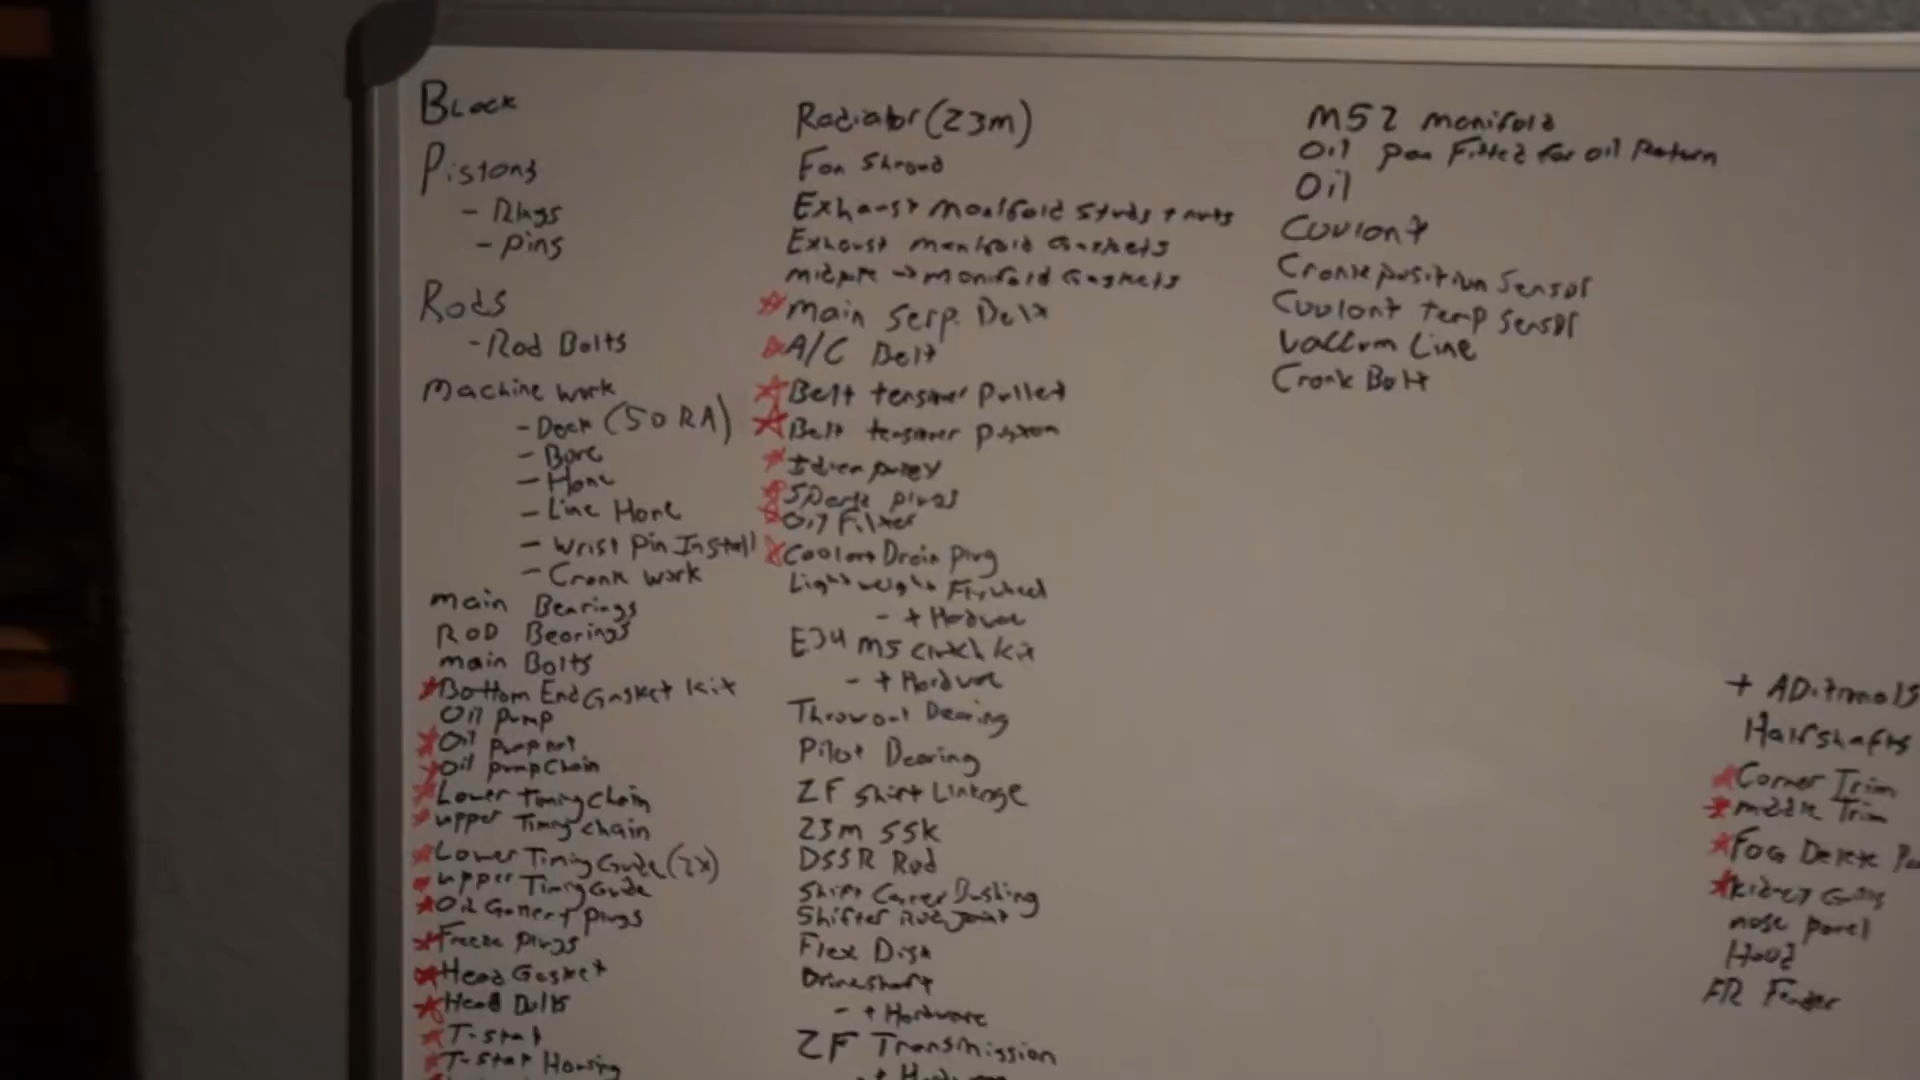 Block
Pistons
- Rings
- Pins
Rods
- Rod Bolts
Machine work
- Deck (50 RA)
- Bore
- Hone
- Line Hone
- Wrist Pin Install
- Crank work
main Bearings
ROD Bearings
main Bolts
Bottom End Gasket kit
Oil Pump
Oil pump nut
Oil pump Chain
Lower Timing Chain
upper Timing chain
Lower Timing Guide (2x)
upper Timing Guide
Oil Gallery Plugs
Freeze plugs
Head Gasket
Head Bolts
T-stat
T-stat Housing
Radiator (Z3m)
Fan Shroud
Exhaust manifold studs + nuts
Exhaust manifold Gaskets
midpipe → manifold Gaskets
Main Serp. Belt
A/C Belt
Belt tensioner Pulley
Belt tensioner
Idler pulley
Spark plugs
Oil Filter
Coolant Drain Plug
Lightweight Flywheel
- + Hardware
E34 M5 clutch kit
- + Hardware
Throwout Bearing
Pilot Bearing
ZF Shift Linkage
Z3m SSK
DSSR Rod
Shift Carrier Bushing
Shifter Rod Joint
Flex Disk
Driveshaft
- + Hardware
ZF Transmission
- + Hardware
M52 manifold
Oil pan Fitted for oil Return
Oil
Coolant
Crank position Sensor
Coolant temp Sensor
Vaccum Line
Crank Bolt
+ ADitionals
Halfshafts
Corner Trim
middle Trim
FOG Delete
Kidney Grills
nose panel
Hood
FR Fender